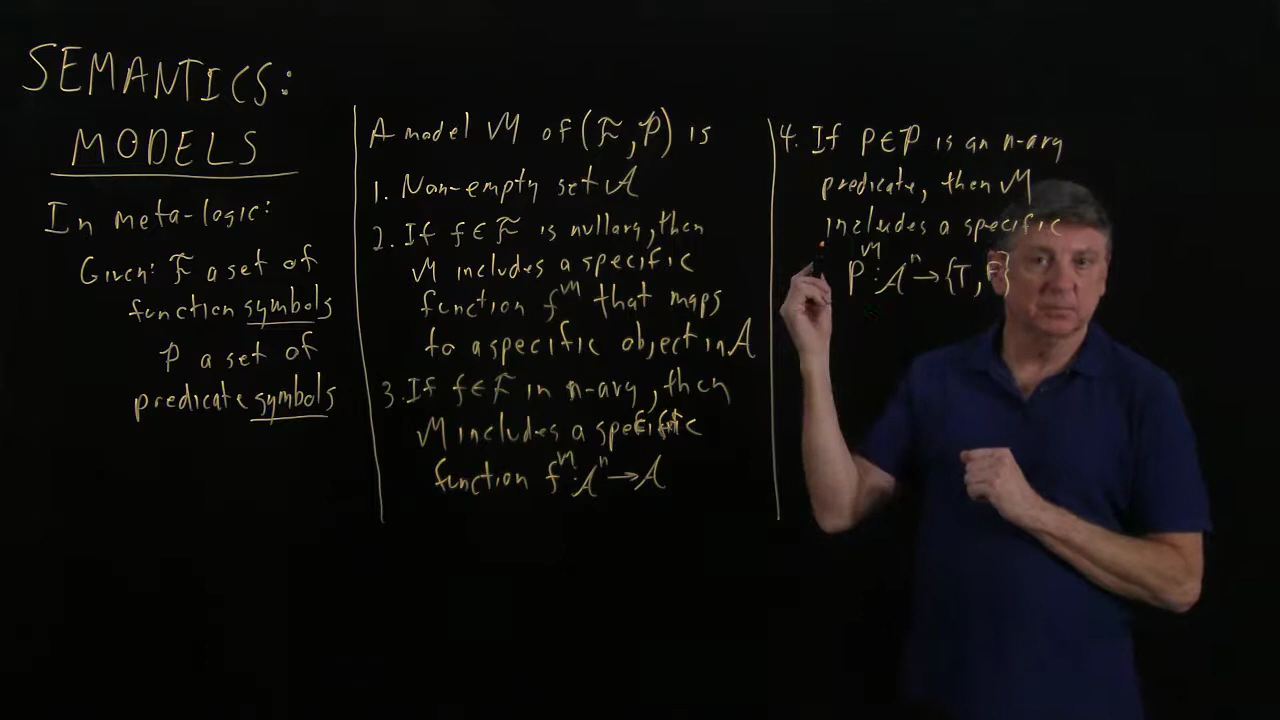 SEMANTICS:
MODELS
In meta-logic:
Given: ℱ a set of
function symbols
𝒫 a set of
predicate symbols
A model ℳ of (ℱ, 𝒫) is
1. Non-empty set 𝒜
2. If f ∈ ℱ is nullary, then
ℳ includes a specific
function f^ℳ that maps
to a specific object in 𝒜
3. If f ∈ ℱ in n-ary, then
ℳ includes a specific
function f^ℳ: 𝒜^n → 𝒜
4. If P ∈ 𝒫 is an n-ary
predicate, then ℳ
includes a specific
P^ℳ: 𝒜^n → {T, F}